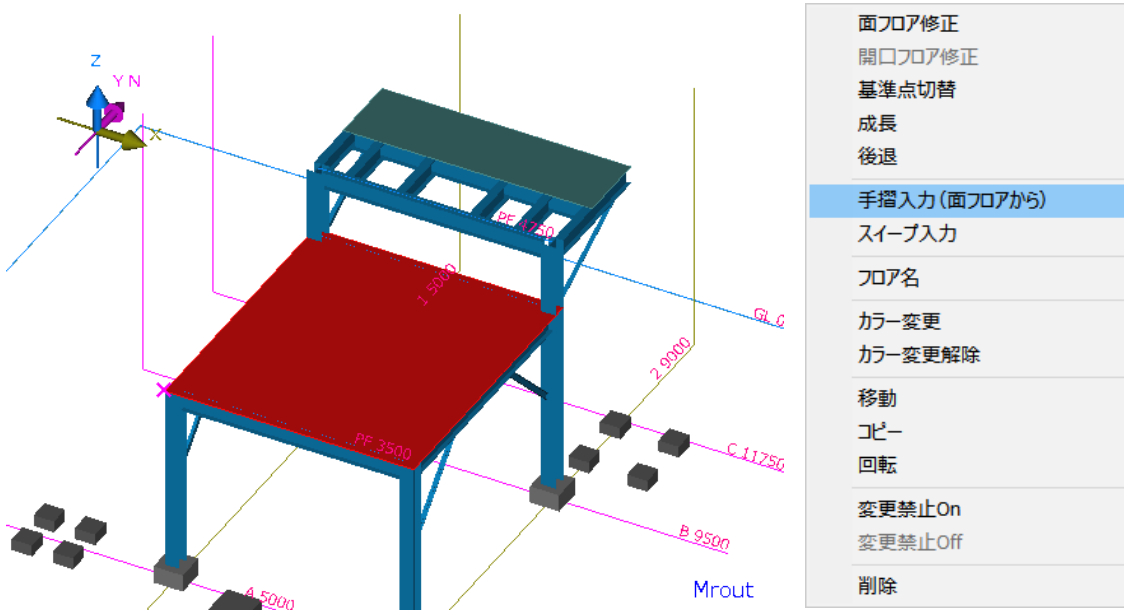 Z
Y N
X
PF 4750
1 5000
GL 0
2 9000
PF 3500
C 11750
B 9500
A 5000
Mrout
面フロア修正
開口フロア修正
基準点切替
成長
後退
手摺入力(面フロアから)
スイープ入力
フロア名
カラー変更
カラー変更解除
移動
コピー
回転
変更禁止On
変更禁止Off
削除